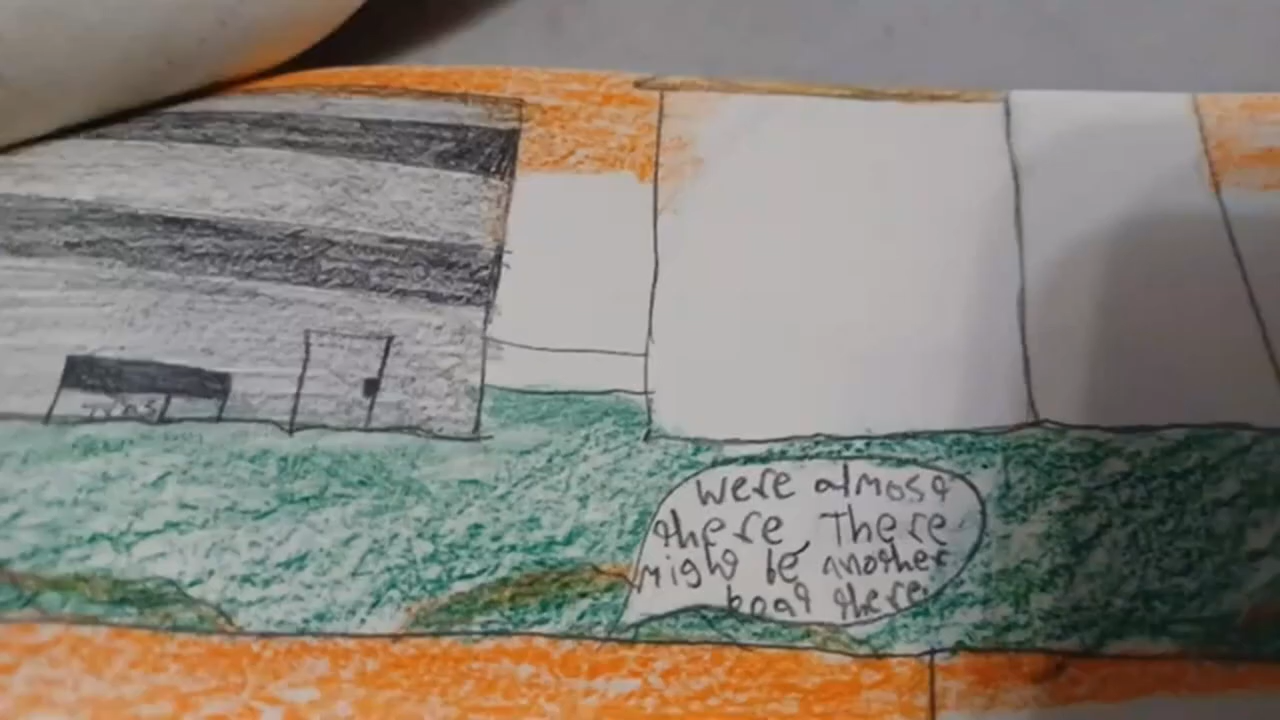 were almost
there, There
might be another
boat there.